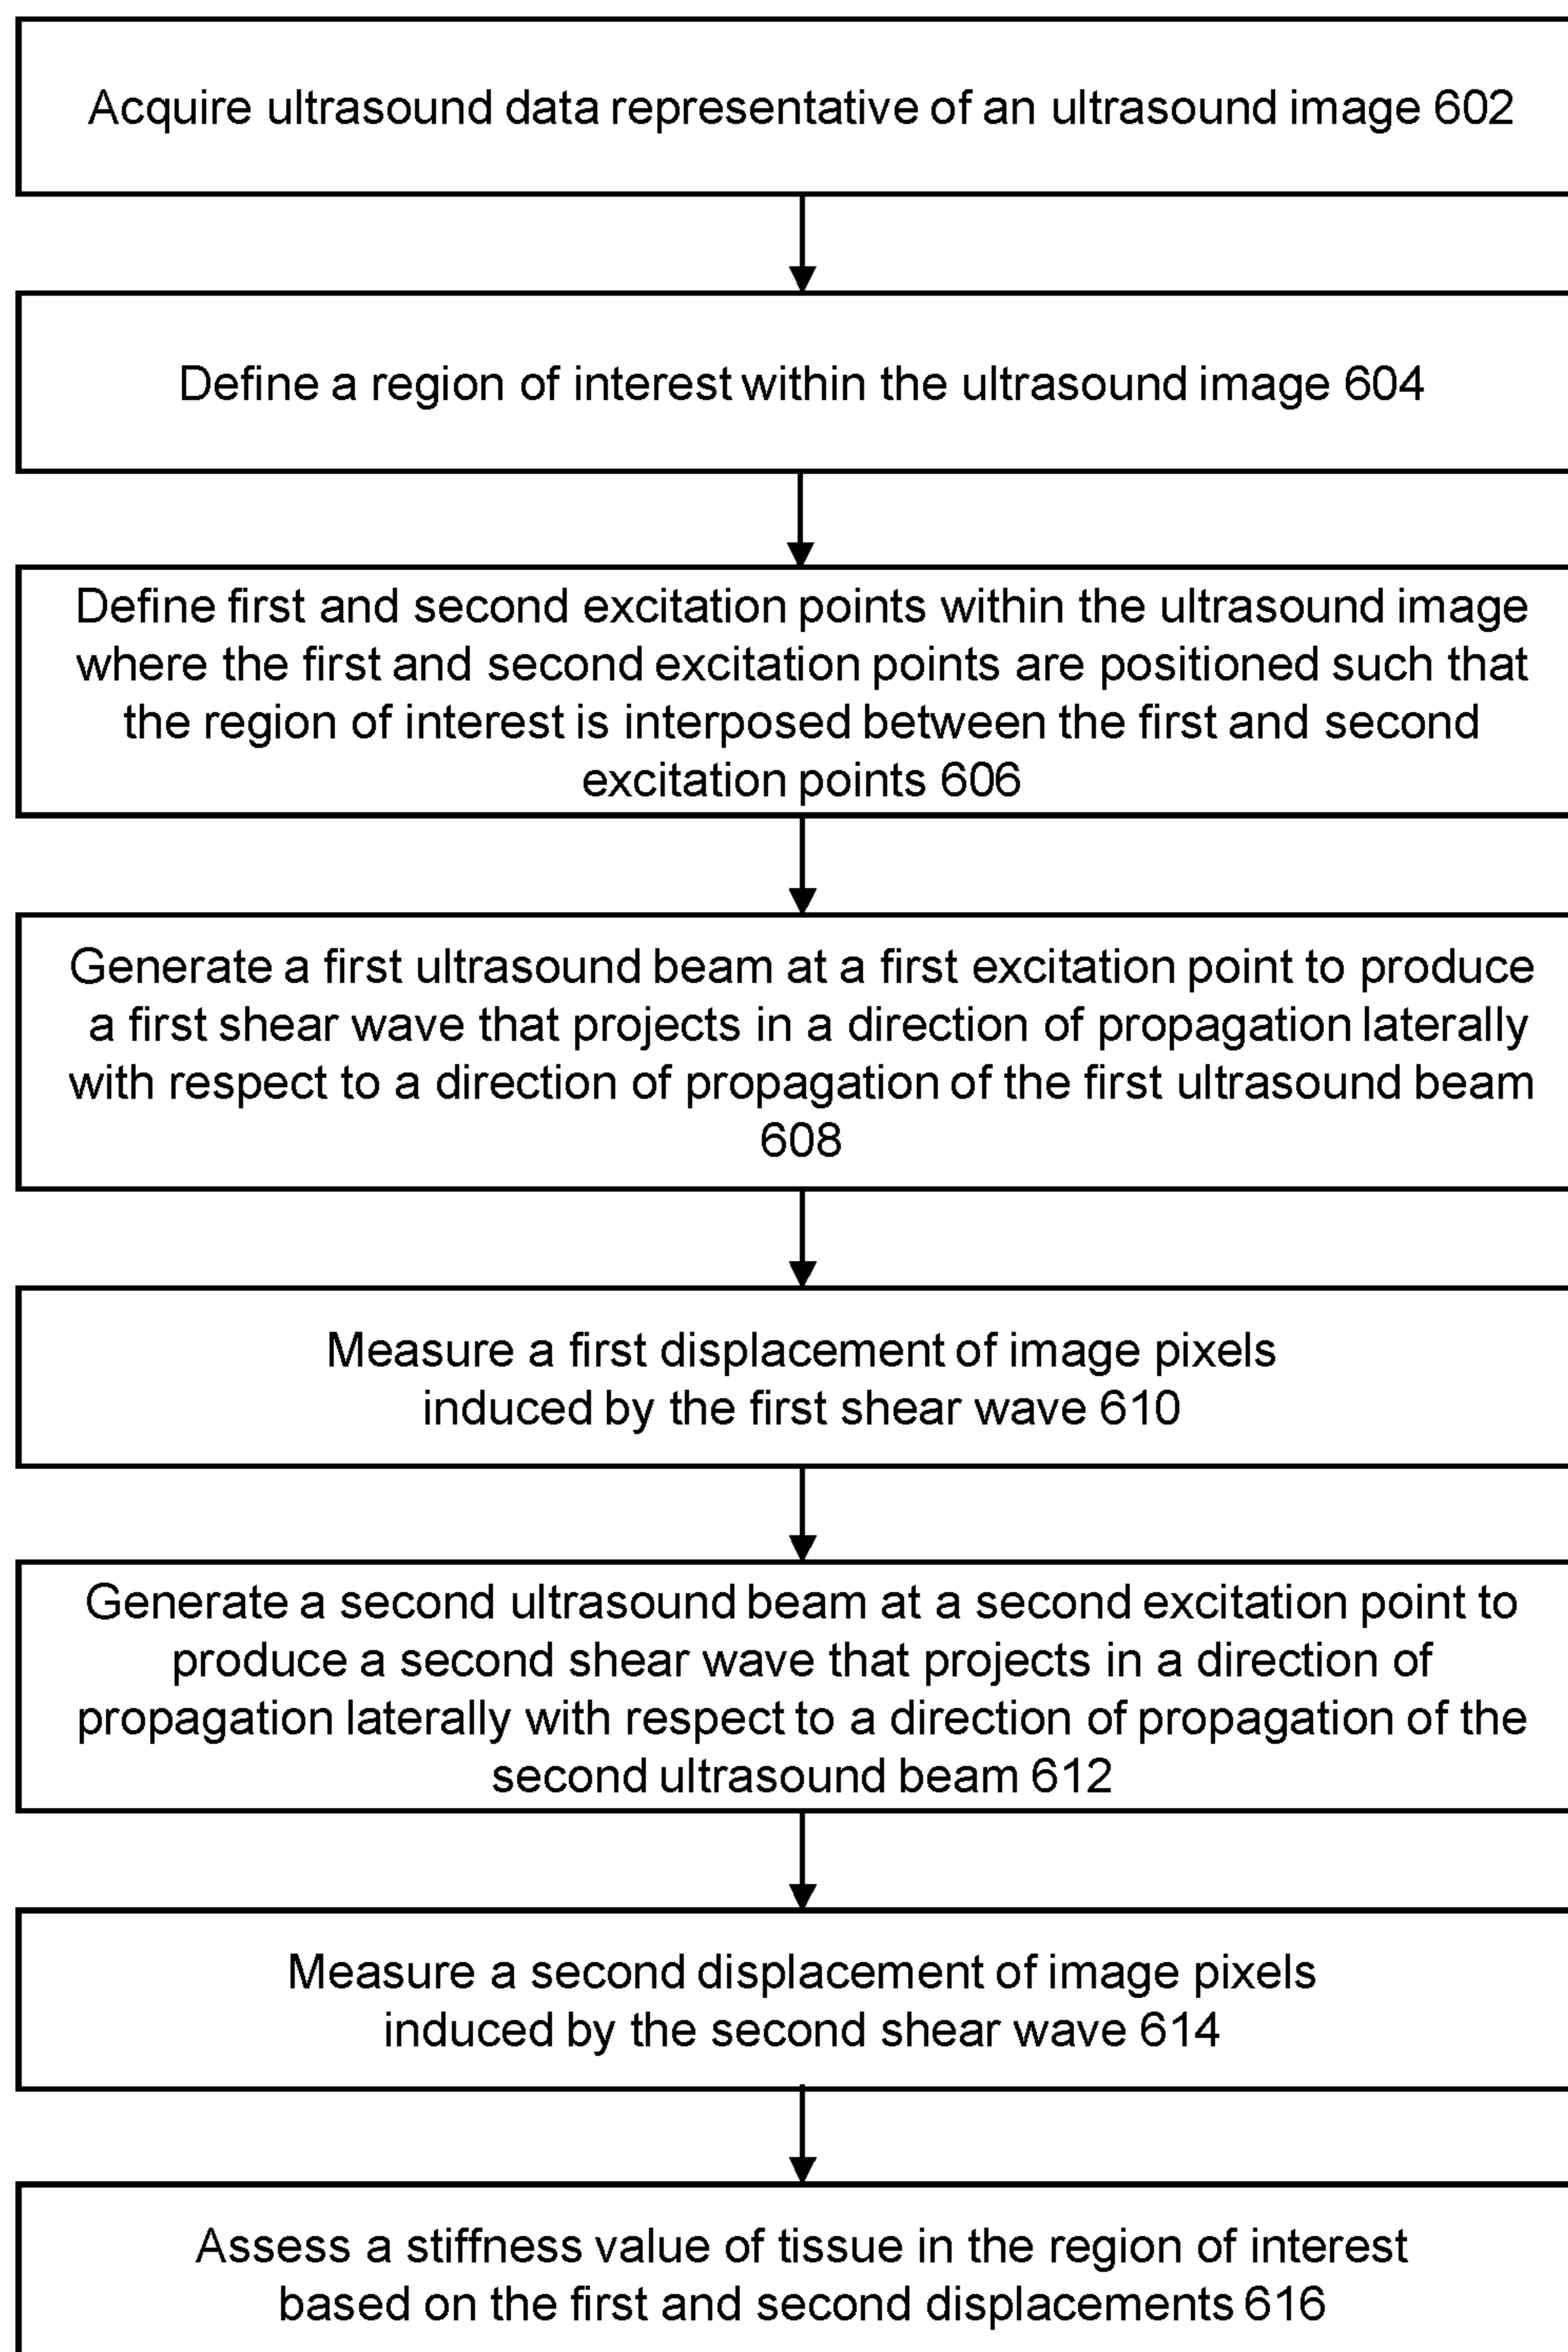 Acquire ultrasound data representative of an ultrasound image 602
Define a region of interest within the ultrasound image 604
Define first and second excitation points within the ultrasound image
where the first and second excitation points are positioned such that
the region of interest is interposed between the first and second
excitation points 606
Generate a first ultrasound beam at a first excitation point to produce
a first shear wave that projects in a direction of propagation laterally
with respect to a direction of propagation of the first ultrasound beam
608
Measure a first displacement of image pixels
induced by the first shear wave 610
Generate a second ultrasound beam at a second excitation point to
produce a second shear wave that projects in a direction of
propagation laterally with respect to a direction of propagation of the
second ultrasound beam 612
Measure a second displacement of image pixels
induced by the second shear wave 614
Assess a stiffness value of tissue in the region of interest
based on the first and second displacements 616